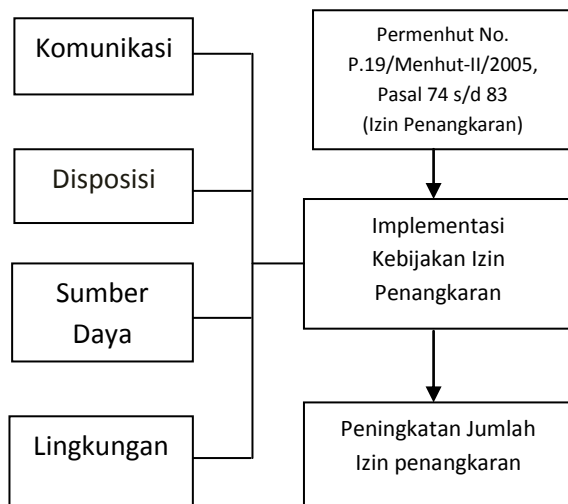 Komunikasi
Disposisi
Sumber
Daya
Lingkungan
Permenhut No.
P.19/Menhut-II/2005,
Pasal 74 s/d 83
(Izin Penangkaran)
Implementasi
Kebijakan Izin
Penangkaran
Peningkatan Jumlah
Izin penangkaran